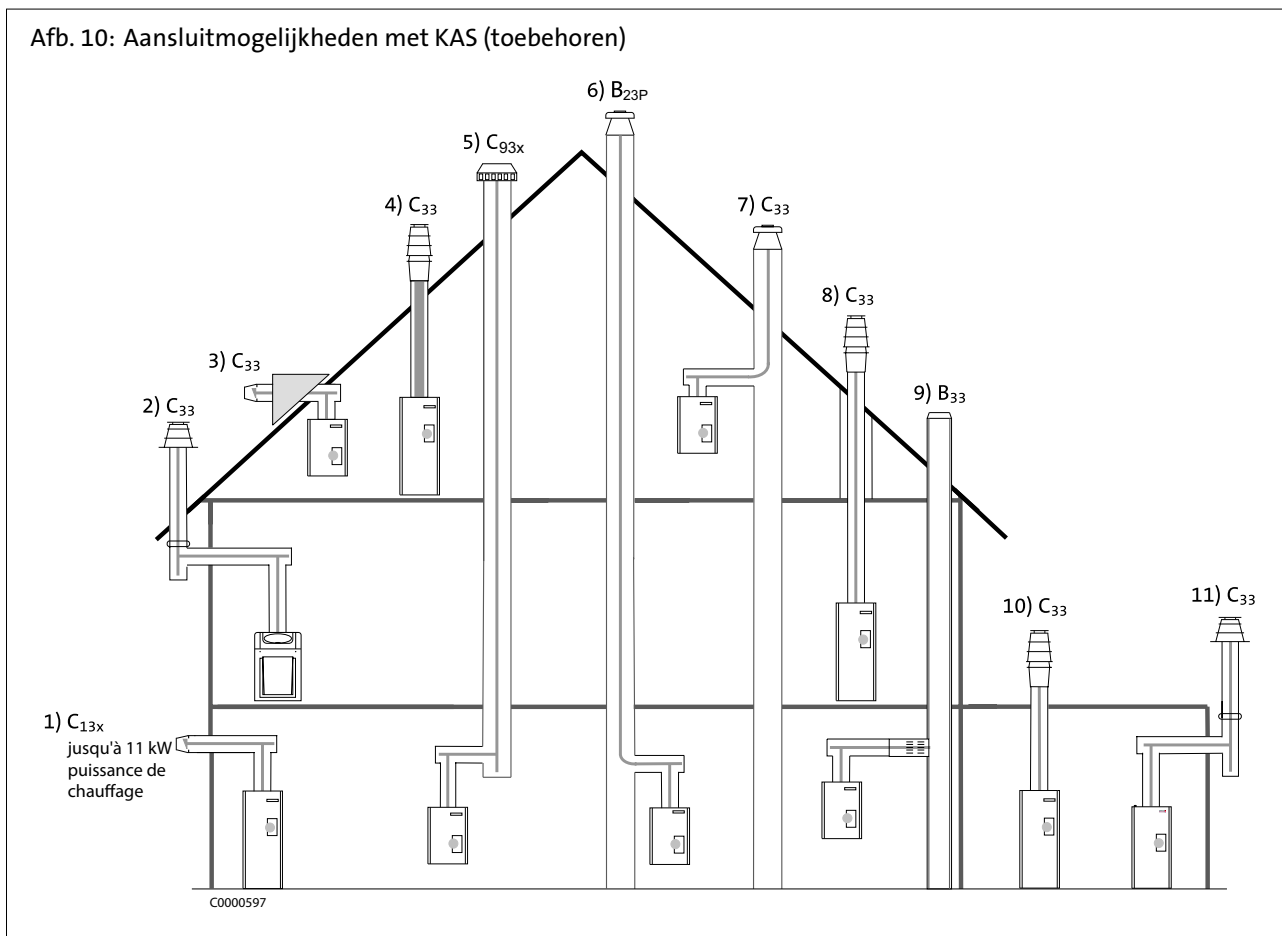 Afb. 10: Aansluitmogelijkheden met KAS (toebehoren)
6) B23P
5) C93x
4) C33
7) C33
8) C33
3) C33
9) B33
2) C33
10) C33
11) C33
1) C13x
jusqu'à 11 kW
puissance de
chauffage
C0000597